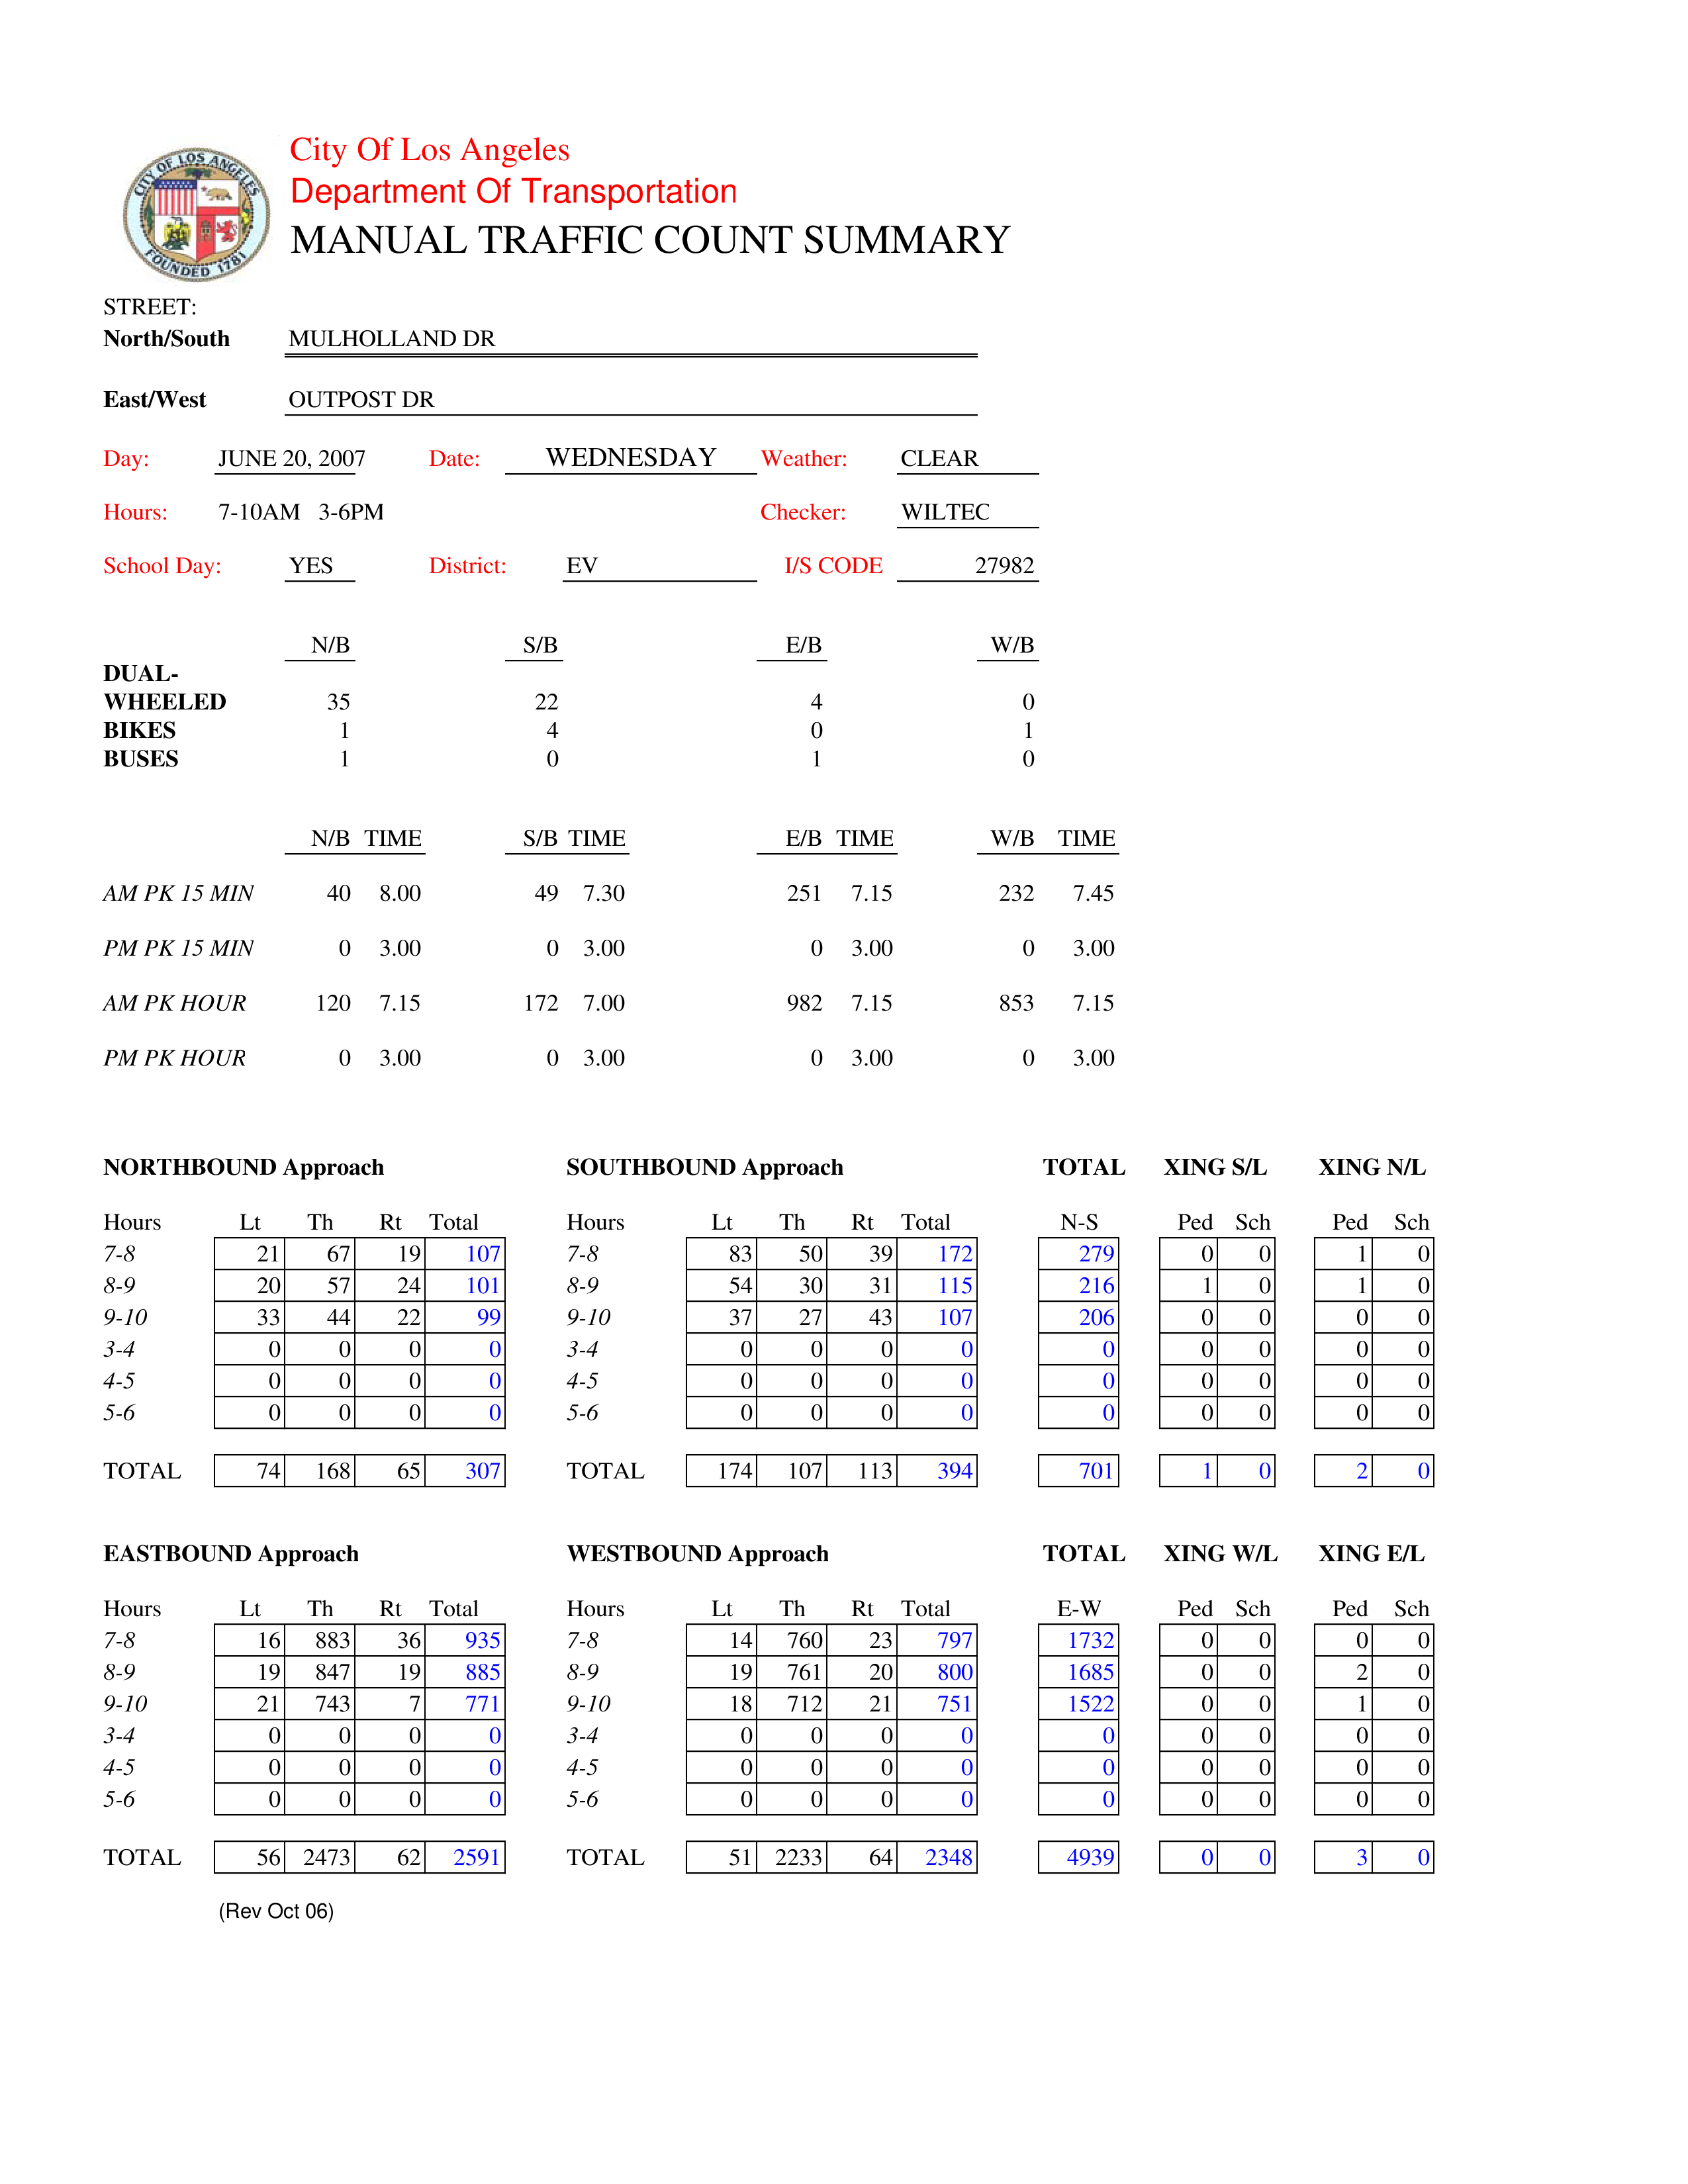 CITY OF LOS ANGELES
FOUNDED 1781
City Of Los Angeles
Department Of Transportation
MANUAL TRAFFIC COUNT SUMMARY
STREET:
North/South MULHOLLAND DR
East/West OUTPOST DR
Day: JUNE 20, 2007 Date: WEDNESDAY Weather: CLEAR
Hours: 7-10AM 3-6PM Checker: WILTEC
School Day: YES District: EV I/S CODE 27982
N/B S/B E/B W/B
DUAL-
WHEELED 35 22 4 0
BIKES 1 4 0 1
BUSES 1 0 1 0
N/B TIME S/B TIME E/B TIME W/B TIME
AM PK 15 MIN 40 8.00 49 7.30 251 7.15 232 7.45
PM PK 15 MIN 0 3.00 0 3.00 0 3.00 0 3.00
AM PK HOUR 120 7.15 172 7.00 982 7.15 853 7.15
PM PK HOUR 0 3.00 0 3.00 0 3.00 0 3.00
NORTHBOUND Approach SOUTHBOUND Approach TOTAL XING S/L XING N/L
Hours Lt Th Rt Total Hours Lt Th Rt Total N-S Ped Sch Ped Sch
7-8 21 67 19 107 7-8 83 50 39 172 279 0 0 1 0
8-9 20 57 24 101 8-9 54 30 31 115 216 1 0 1 0
9-10 33 44 22 99 9-10 37 27 43 107 206 0 0 0 0
3-4 0 0 0 0 3-4 0 0 0 0 0 0 0 0 0
4-5 0 0 0 0 4-5 0 0 0 0 0 0 0 0 0
5-6 0 0 0 0 5-6 0 0 0 0 0 0 0 0 0
TOTAL 74 168 65 307 TOTAL 174 107 113 394 701 1 0 2 0
EASTBOUND Approach WESTBOUND Approach TOTAL XING W/L XING E/L
Hours Lt Th Rt Total Hours Lt Th Rt Total E-W Ped Sch Ped Sch
7-8 16 883 36 935 7-8 14 760 23 797 1732 0 0 0 0
8-9 19 847 19 885 8-9 19 761 20 800 1685 0 0 2 0
9-10 21 743 7 771 9-10 18 712 21 751 1522 0 0 1 0
3-4 0 0 0 0 3-4 0 0 0 0 0 0 0 0 0
4-5 0 0 0 0 4-5 0 0 0 0 0 0 0 0 0
5-6 0 0 0 0 5-6 0 0 0 0 0 0 0 0 0
TOTAL 56 2473 62 2591 TOTAL 51 2233 64 2348 4939 0 0 3 0
(Rev Oct 06)